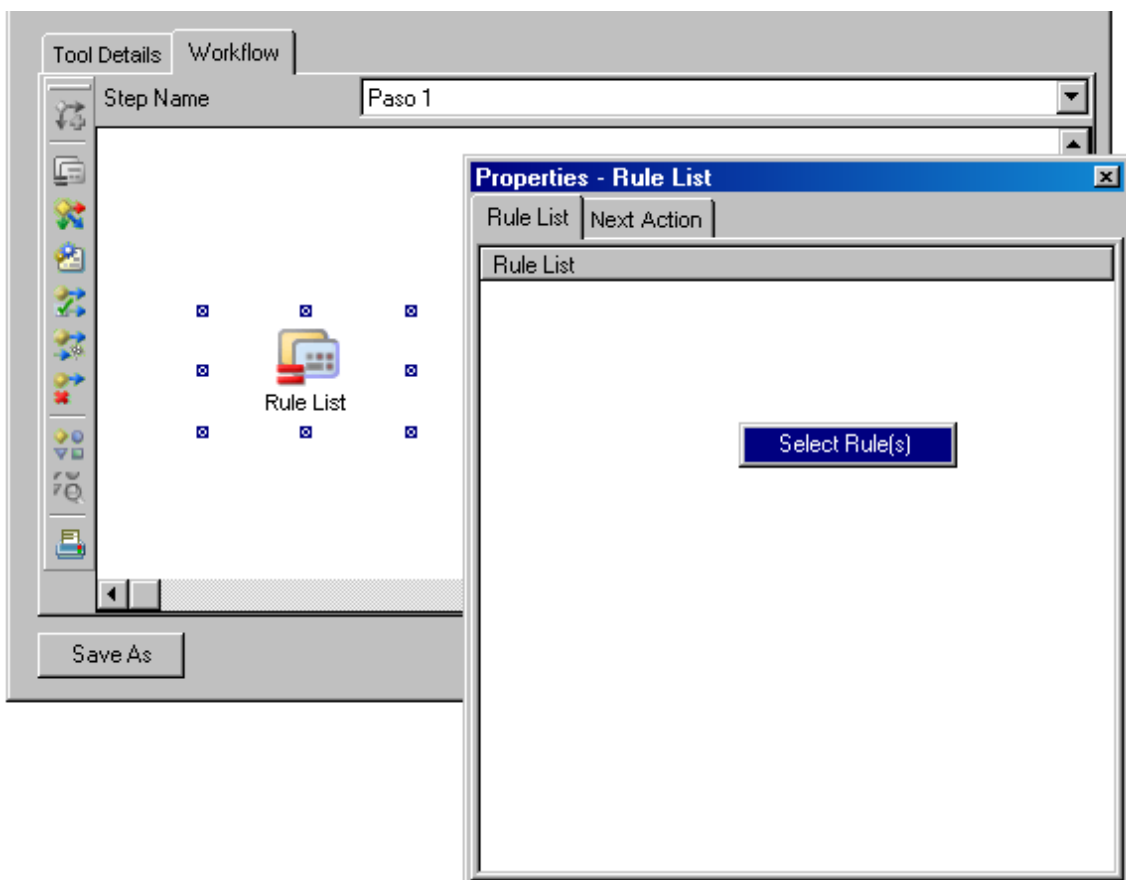 Tool Details Workflow
Step Name Paso 1
Properties - Rule List
Rule List Next Action
Rule List
Rule List
Select Rule(s)
Save As